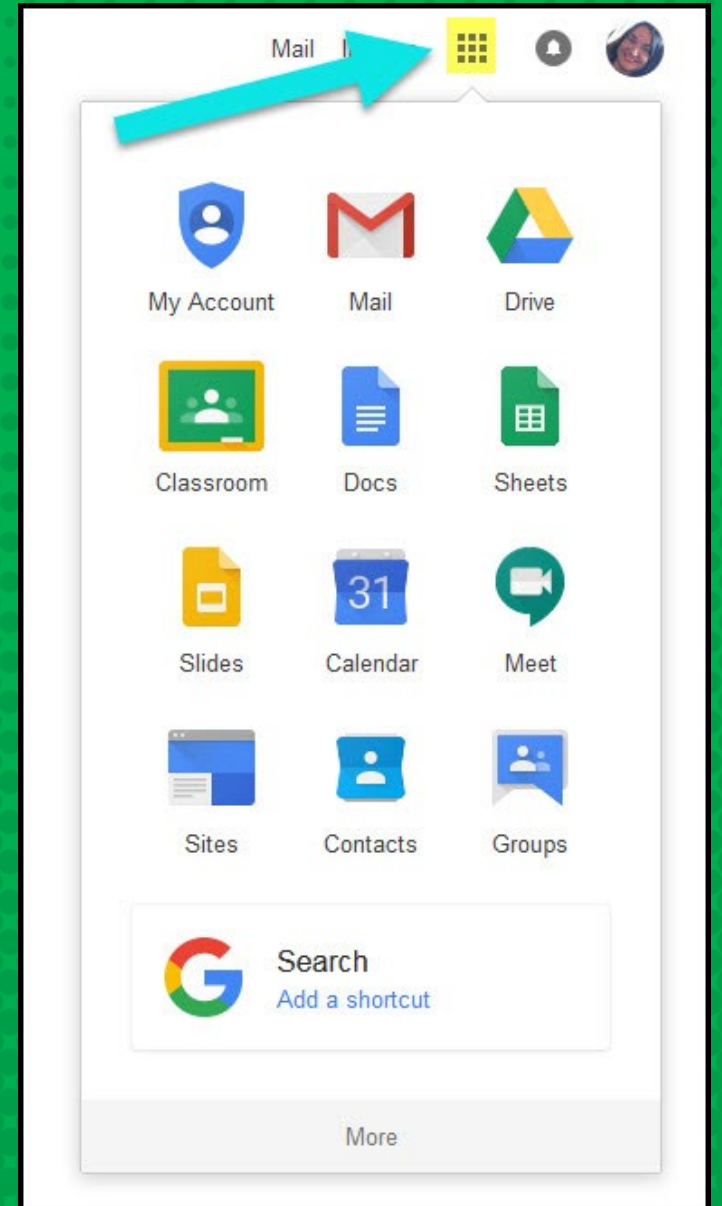 Mail
My Account Mail Drive
Classroom Docs Sheets
31
Slides Calendar Meet
Sites Contacts Groups
Search
Add a shortcut
More